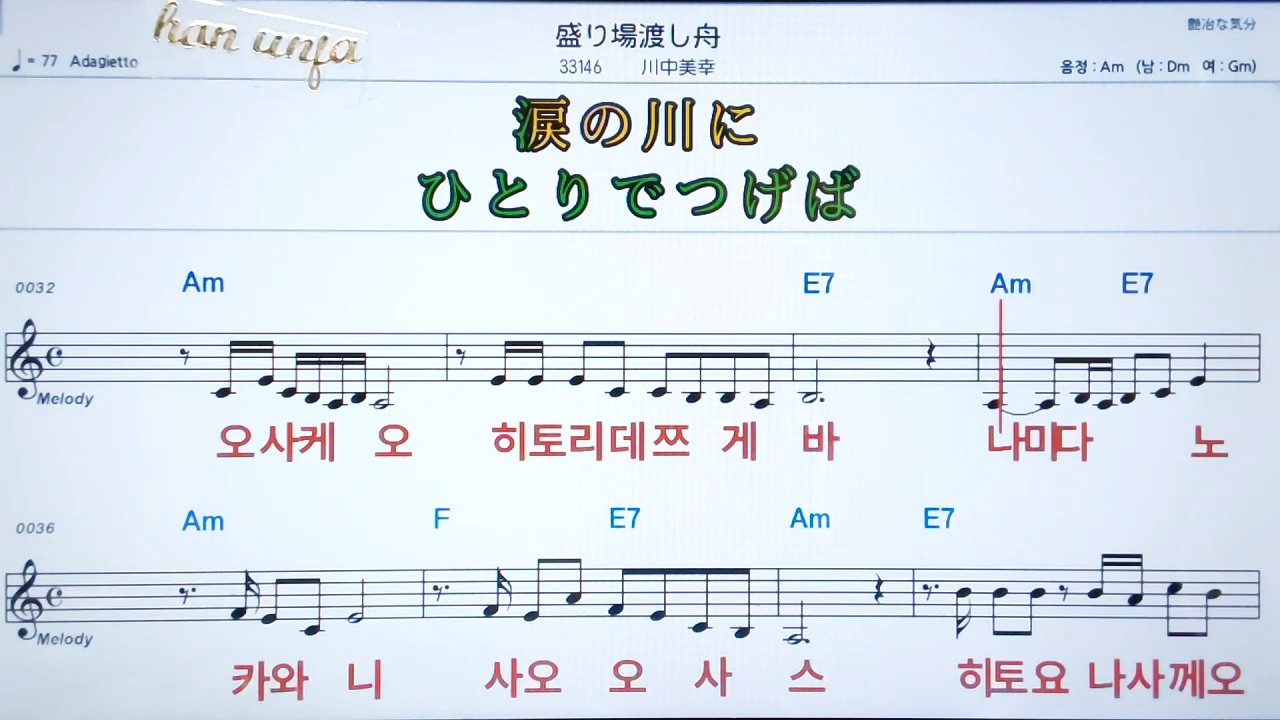 han unfa
盛り場渡し舟
艶冶な気分
♩= 77 Adagietto
33146 川中美幸
음정 : Am (남 : Dm 여 : Gm)
涙の川に
ひとりでつげば
Am E7 Am E7
0032
Melody
오사케 오 히토리데쯔 게 바 나미다 노
Am F E7 Am E7
0036
Melody
카와 니 사오 오 사 스 히토요 나사께오